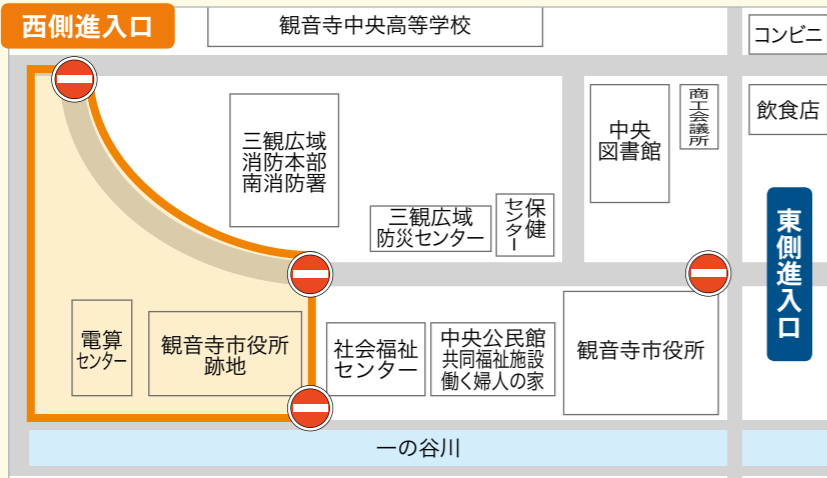 西側進入口
観音寺中央高等学校
コンビニ
三観広域
消防本部
南消防署
中央
図書館
商工会議所
飲食店
三観広域
防災センター
保健
センター
東側進入口
電算
センター
観音寺市役所
跡地
社会福祉
センター
中央公民館
共同福祉施設
働く婦人の家
観音寺市役所
一の谷川